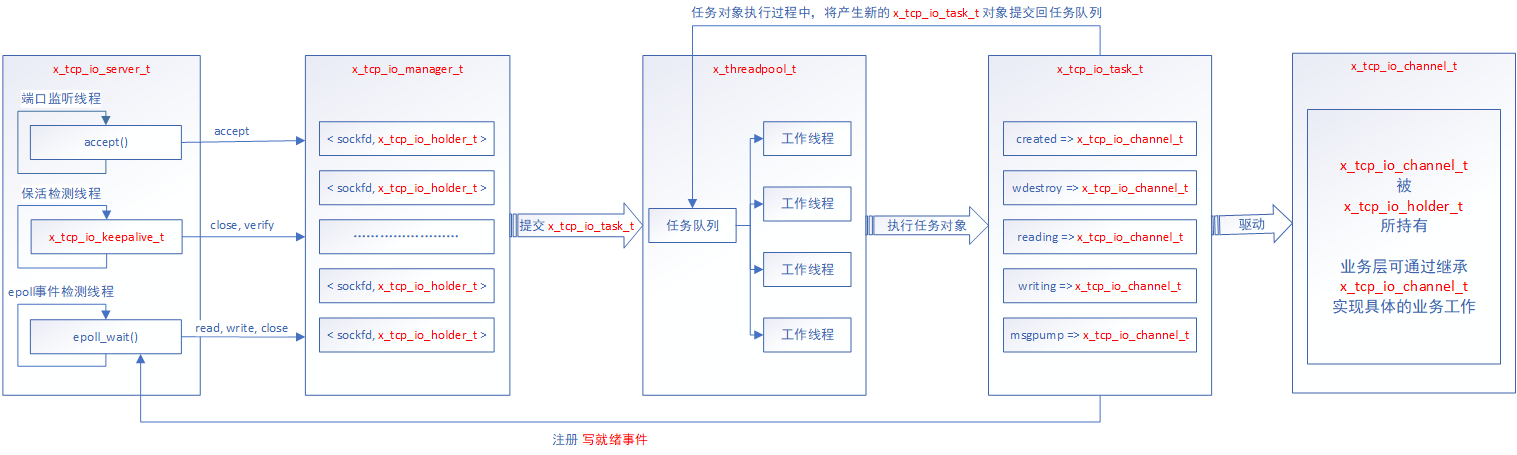 任务对象执行过程中，将产生新的 x_tcp_io_task_t 对象提交回任务队列
x_tcp_io_server_t
端口监听线程
accept()
保活检测线程
x_tcp_io_keepalive_t
epoll事件检测线程
epoll_wait()
accept
close, verify
read, write, close
x_tcp_io_manager_t
< sockfd, x_tcp_io_holder_t >
< sockfd, x_tcp_io_holder_t >
……………………
< sockfd, x_tcp_io_holder_t >
< sockfd, x_tcp_io_holder_t >
提交 x_tcp_io_task_t
x_threadpool_t
任务队列
工作线程
工作线程
工作线程
工作线程
执行任务对象
x_tcp_io_task_t
created => x_tcp_io_channel_t
wdestroy => x_tcp_io_channel_t
reading => x_tcp_io_channel_t
writing => x_tcp_io_channel_t
msgpump => x_tcp_io_channel_t
驱动
x_tcp_io_channel_t
x_tcp_io_channel_t
被
x_tcp_io_holder_t
所持有
业务层可通过继承
x_tcp_io_channel_t
实现具体的业务工作
注册 写就绪事件